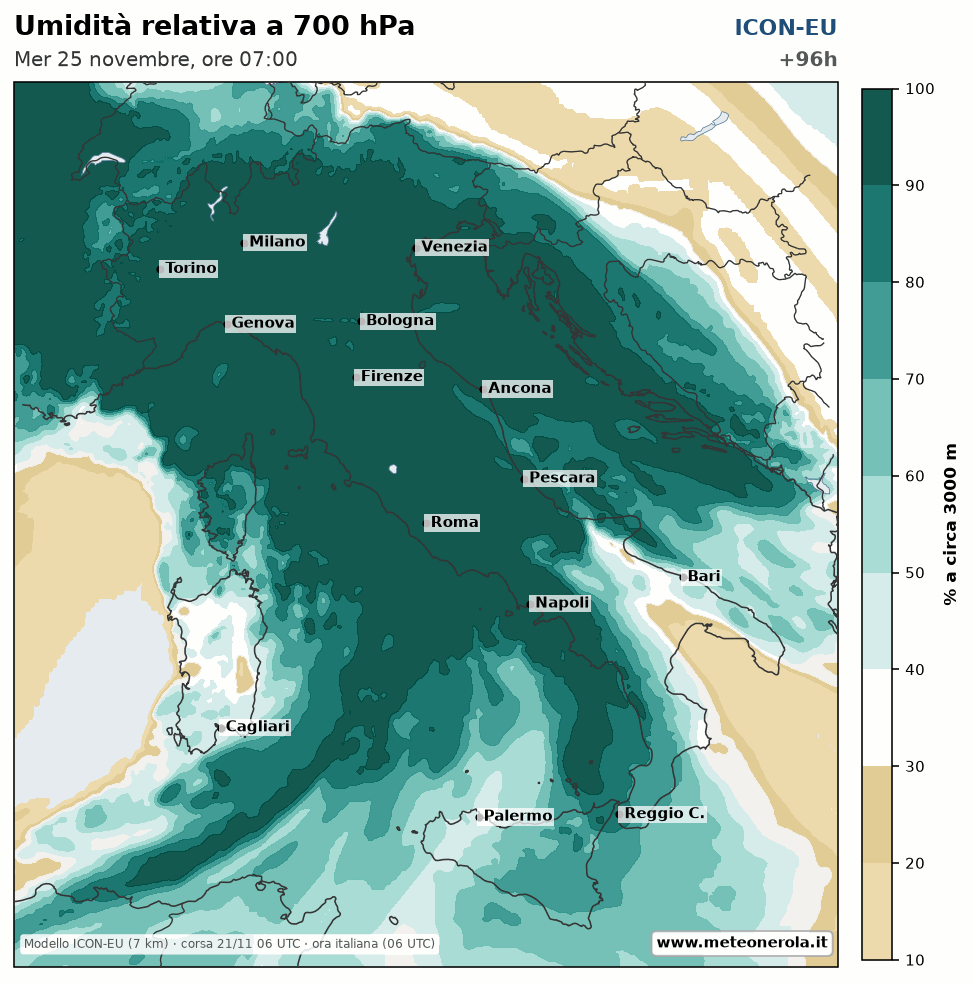 Umidità relativa a 700 hPa
ICON-EU
Mer 25 novembre, ore 07:00
+96h
100
90
80
70
60
50
40
30
20
10
% a circa 3000 m
Milano
Venezia
Torino
Genova
Bologna
Firenze
Ancona
Pescara
Roma
Bari
Napoli
Cagliari
Palermo
Reggio C.
Modello ICON-EU (7 km) · corsa 21/11 06 UTC · ora italiana (06 UTC)
www.meteonerola.it